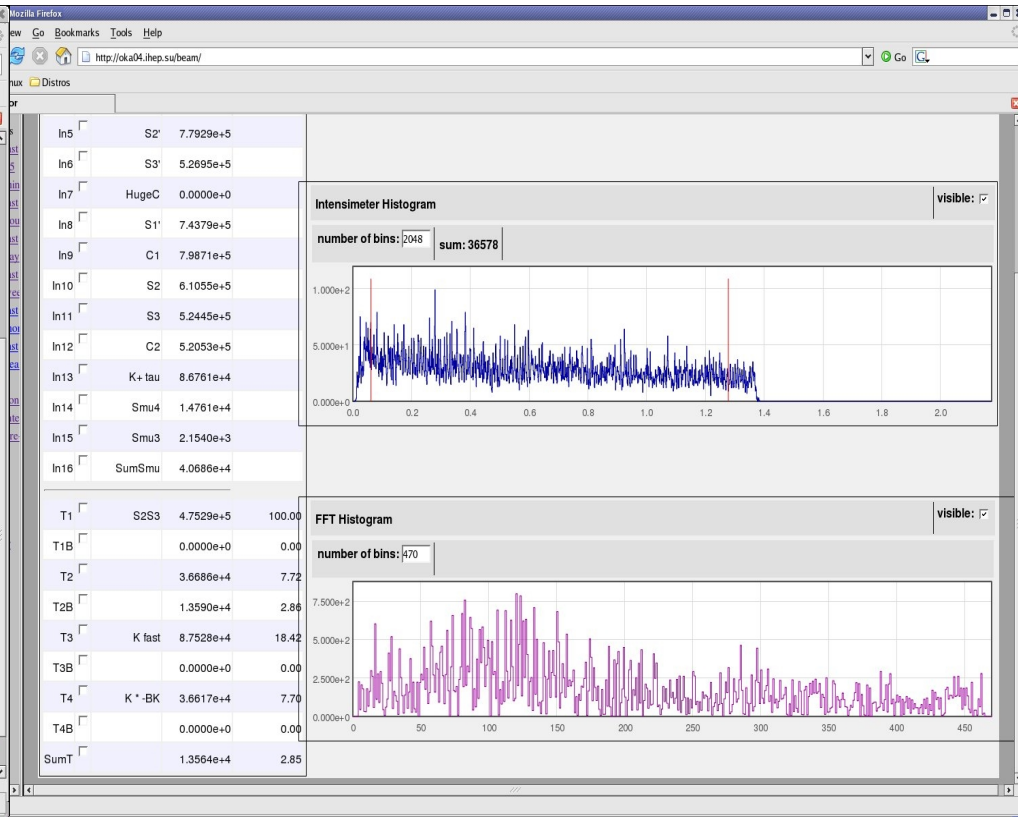 Mozilla Firefox
ew Go Bookmarks Tools Help
http://oka04.ihep.su/beam/
Go
nux Distros
or
In5 S2' 7.7929e+5
In6 S3' 5.2695e+5
In7 HugeC 0.0000e+0
In8 S1' 7.4379e+5
In9 C1 7.9871e+5
In10 S2 6.1055e+5
In11 S3 5.2445e+5
In12 C2 5.2053e+5
In13 K+ tau 8.6761e+4
In14 Smu4 1.4761e+4
In15 Smu3 2.1540e+3
In16 SumSmu 4.0686e+4
T1 S2S3 4.7529e+5 100.00
T1B 0.0000e+0 0.00
T2 3.6686e+4 7.72
T2B 1.3590e+4 2.86
T3 K fast 8.7528e+4 18.42
T3B 0.0000e+0 0.00
T4 K * -BK 3.6617e+4 7.70
T4B 0.0000e+0 0.00
SumT 1.3564e+4 2.85
Intensimeter Histogram
visible:
number of bins: 2048
sum: 36578
1.000e+2
5.000e+1
0.000e+0
0.0 0.2 0.4 0.6 0.8 1.0 1.2 1.4 1.6 1.8 2.0
FFT Histogram
visible:
number of bins: 470
7.500e+2
5.000e+2
2.500e+2
0.000e+0
0 50 100 150 200 250 300 350 400 450